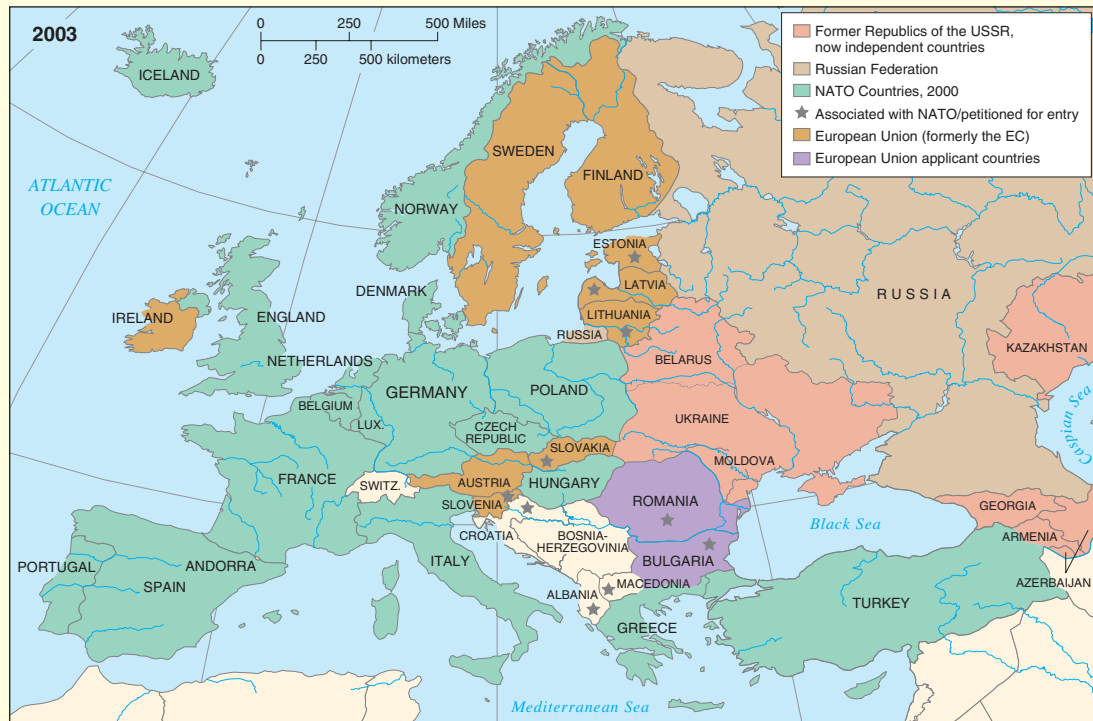 2003
0 250 500 Miles
0 250 500 kilometers
Former Republics of the USSR,
now independent countries
Russian Federation
NATO Countries, 2000
Associated with NATO/petitioned for entry
European Union (formerly the EC)
European Union applicant countries
ICELAND
ATLANTIC
OCEAN
SWEDEN
FINLAND
NORWAY
ESTONIA
LATVIA
LITHUANIA
RUSSIA
RUSSIA
DENMARK
IRELAND
ENGLAND
NETHERLANDS
BELGIUM
LUX.
GERMANY
POLAND
BELARUS
KAZAKHSTAN
CZECH
REPUBLIC
UKRAINE
SLOVAKIA
MOLDOVA
Caspian Sea
FRANCE
SWITZ.
AUSTRIA
HUNGARY
SLOVENIA
ROMANIA
CROATIA
BOSNIA-
HERZEGOVINIA
Black Sea
GEORGIA
ARMENIA
AZERBAIJAN
PORTUGAL
SPAIN
ANDORRA
ITALY
BULGARIA
MACEDONIA
ALBANIA
GREECE
TURKEY
Mediterranean Sea